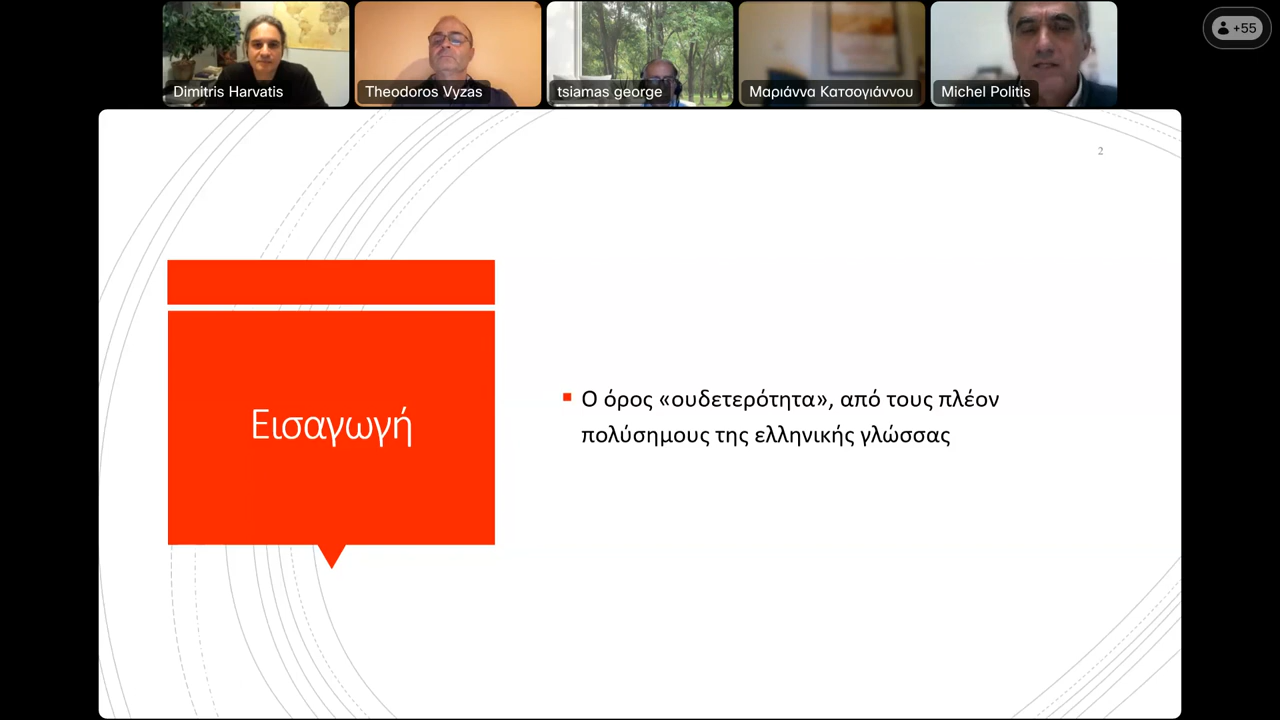 Dimitris Harvatis
Theodoros Vyzas
tsiamas george
Μαριάννα Κατσογιάννου
Michel Politis
+55
2
Εισαγωγή
Ο όρος «ουδετερότητα», από τους πλέον
πολύσημους της ελληνικής γλώσσας